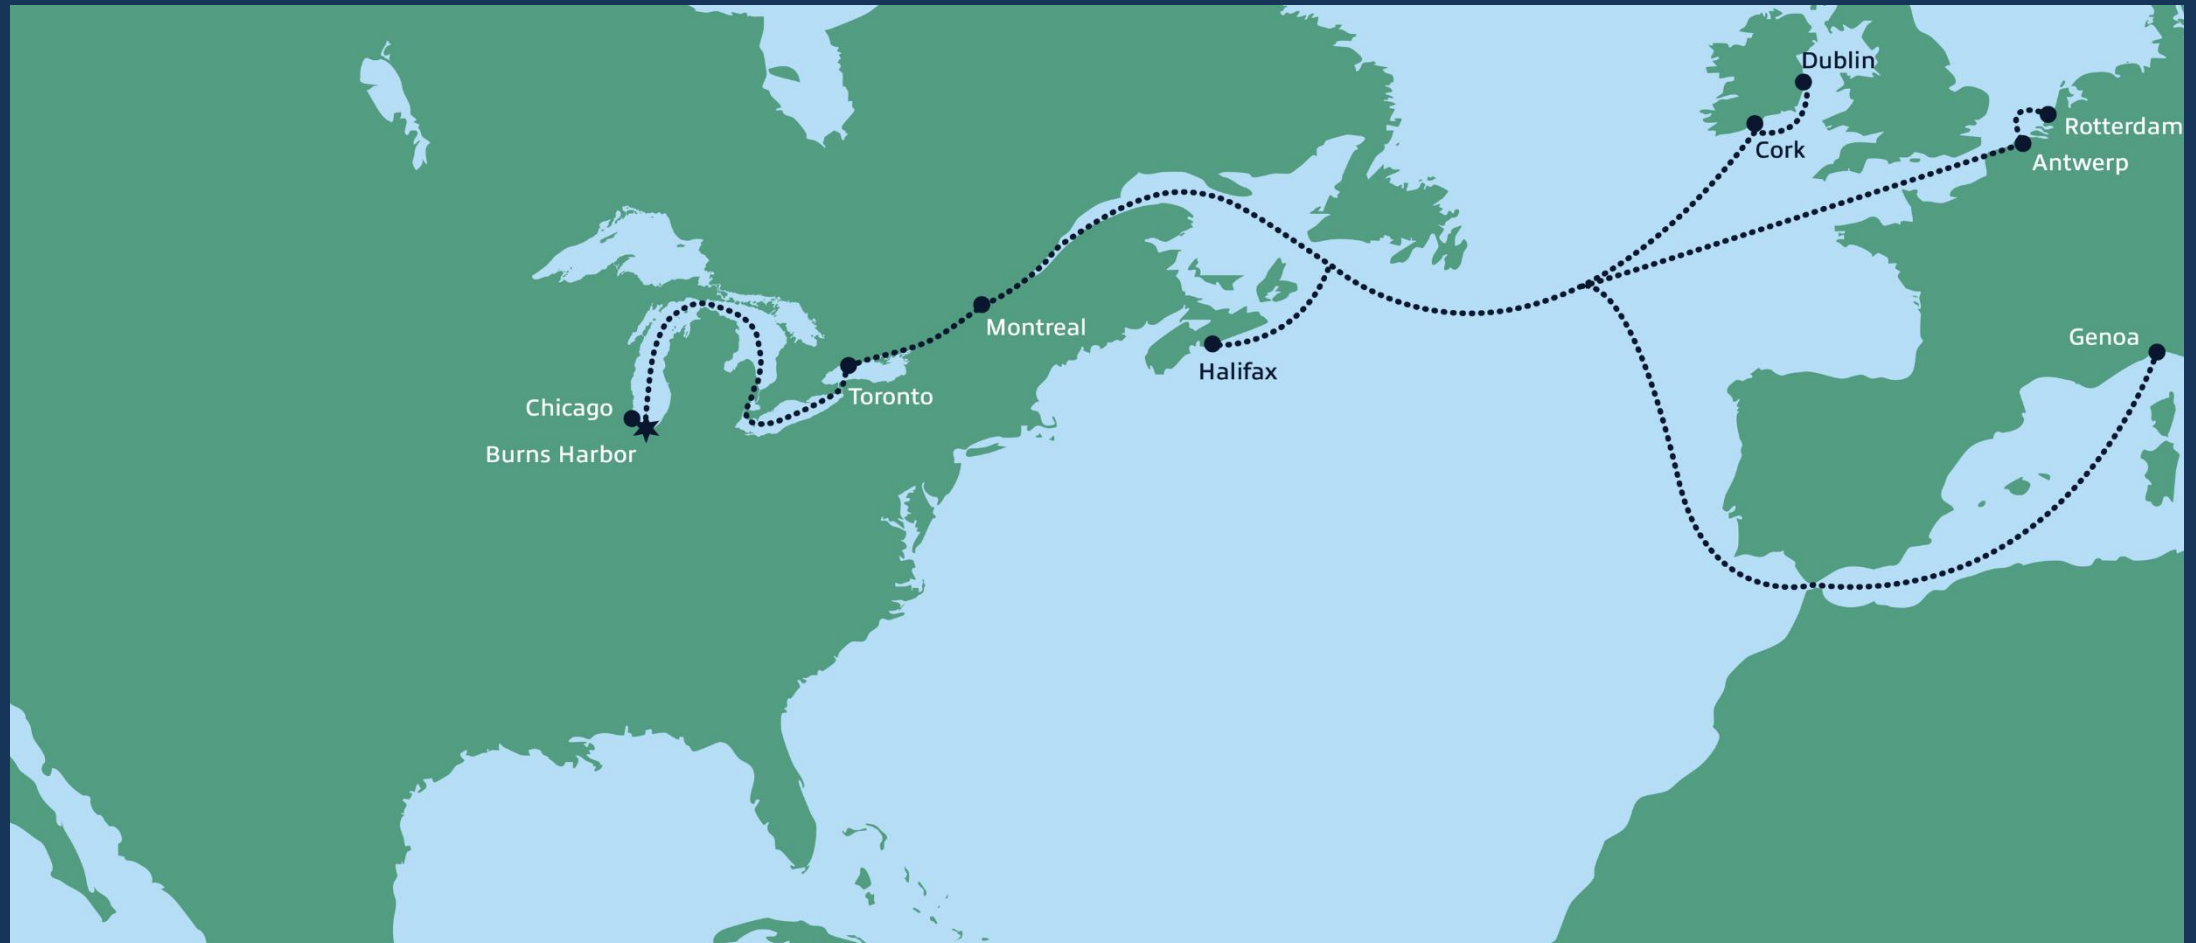 Dublin
Cork
Rotterdam
Antwerp
Montreal
Genoa
Halifax
Toronto
Chicago
Burns Harbor